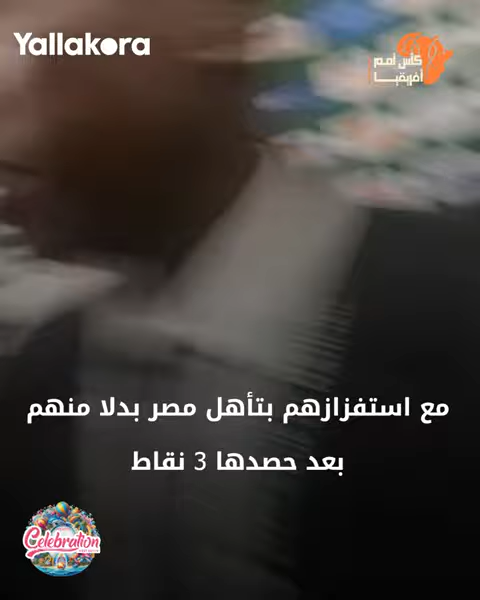 Yallakora
كأس أمم
أفريقيا
مع استفزازهم بتأهل مصر بدلا منهم
بعد حصدها 3 نقاط
Celebration